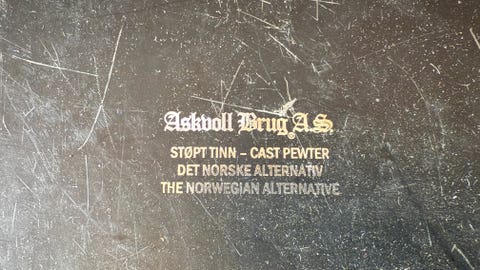 Askvoll Brug® A.S.
STØPT TINN – CAST PEWTER
DET NORSKE ALTERNATIV
THE NORWEGIAN ALTERNATIVE